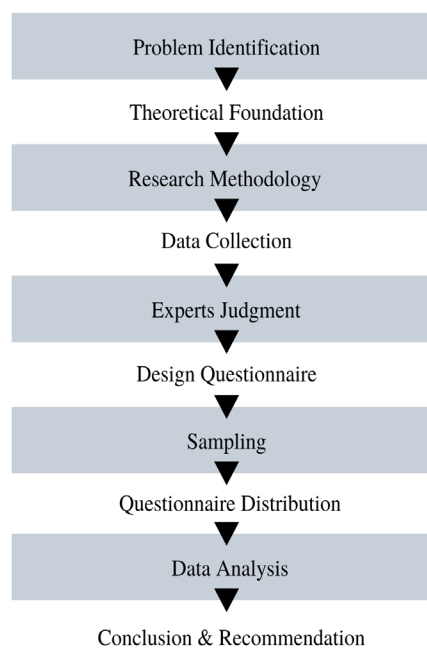 Problem Identification
Theoretical Foundation
Research Methodology
Data Collection
Experts Judgment
Design Questionnaire
Sampling
Questionnaire Distribution
Data Analysis
Conclusion & Recommendation